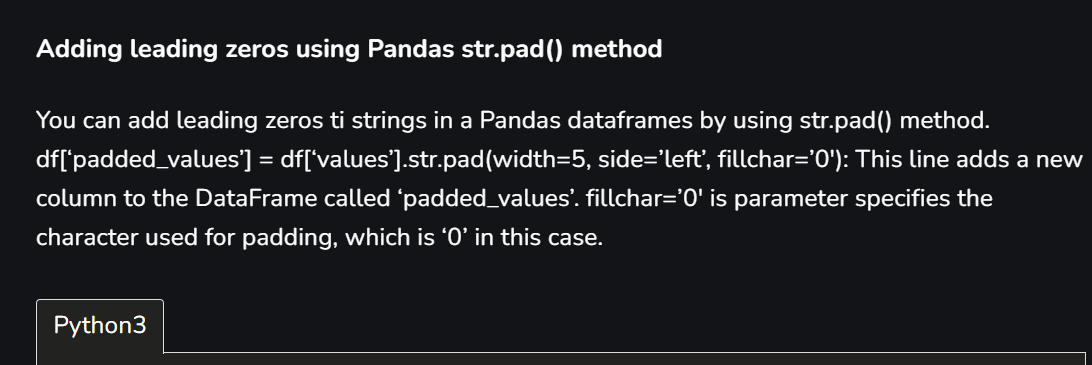 Adding leading zeros using Pandas str.pad() method
You can add leading zeros ti strings in a Pandas dataframes by using str.pad() method.
df[‘padded_values’] = df[‘values’].str.pad(width=5, side=’left’, fillchar=’0'): This line adds a new
column to the DataFrame called ‘padded_values’. fillchar=’0' is parameter specifies the
character used for padding, which is ‘0’ in this case.
Python3